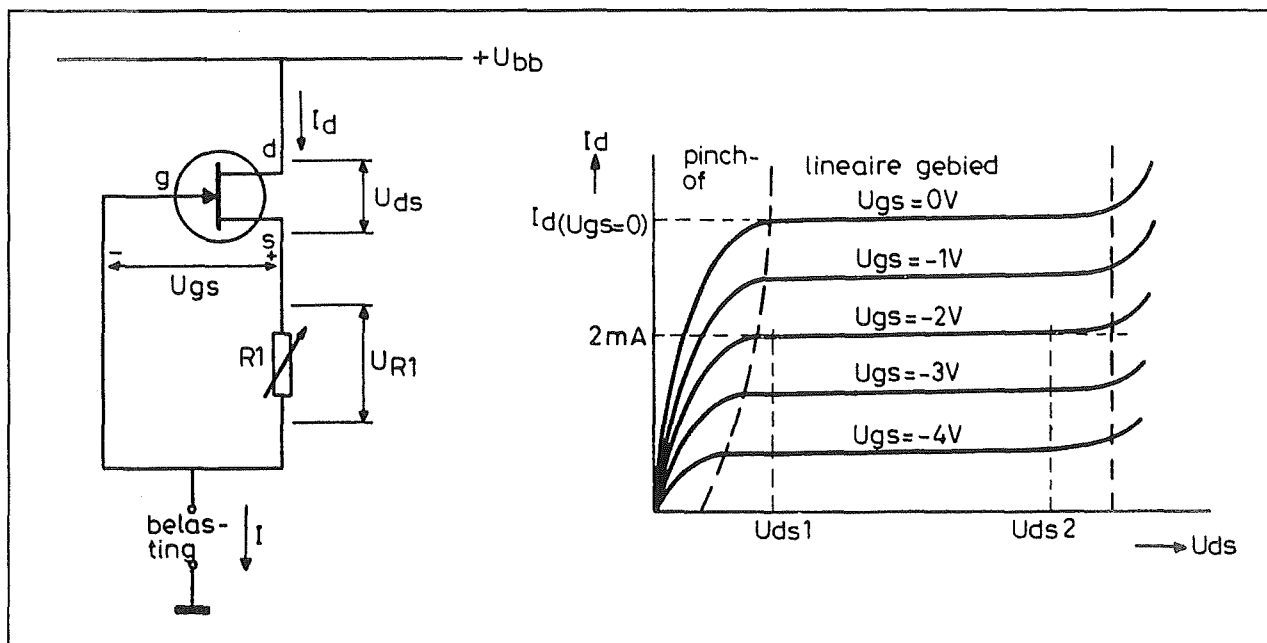 +Ubb
Id
d
g
Uds
s
- +
Ugs
R1
UR1
belas-
ting
I
Id
pinch-
of
lineaire gebied
Ugs=0V
Id(Ugs=0)
Ugs=-1V
Ugs=-2V
2mA
Ugs=-3V
Ugs=-4V
Uds1
Uds2
Uds